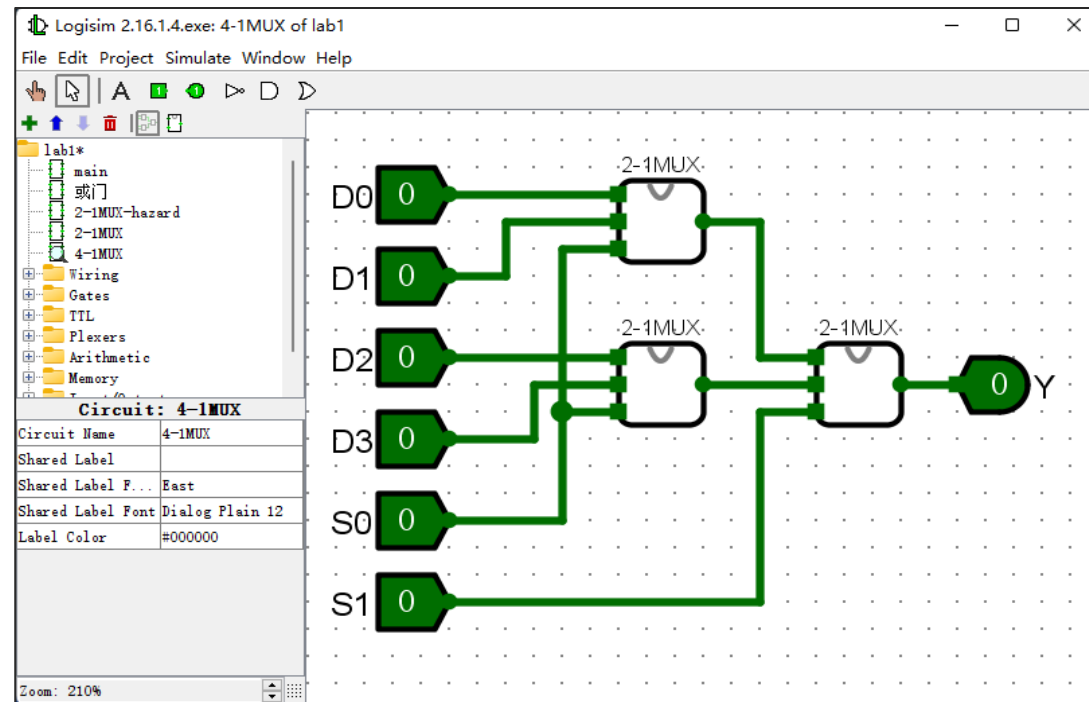 Logisim 2.16.1.4.exe: 4-1MUX of lab1
File Edit Project Simulate Window Help
A 1 1
lab1*
main
或门
2-1MUX-hazard
2-1MUX
4-1MUX
Wiring
Gates
TTL
Plexers
Arithmetic
Memory
Circuit: 4-1MUX
Circuit Name 4-1MUX
Shared Label
Shared Label F... East
Shared Label Font Dialog Plain 12
Label Color #000000
Zoom: 210%
2-1MUX
D0 0
D1 0
2-1MUX 2-1MUX
D2 0
0 Y
D3 0
S0 0
S1 0